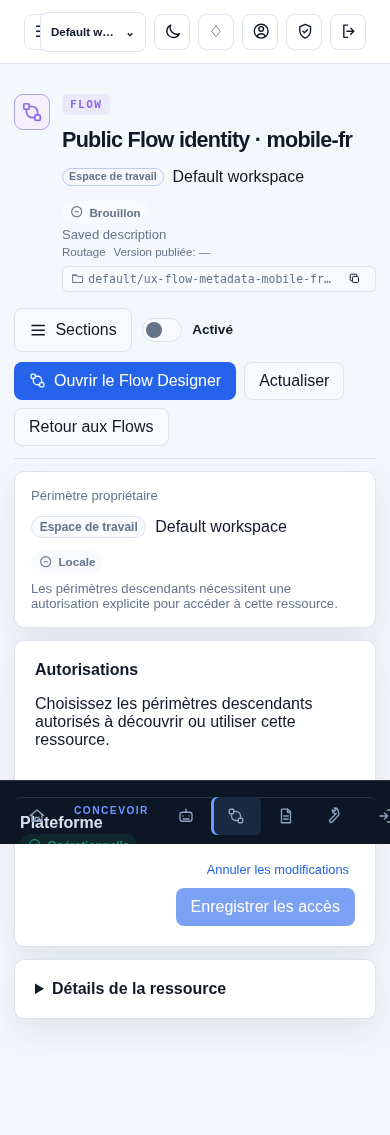 Default w... ⌄
FLOW
Public Flow identity · mobile-fr
Espace de travail Default workspace
Brouillon
Saved description
Routage Version publiée: —
default/ux-flow-metadata-mobile-fr…
Sections
Activé
Ouvrir le Flow Designer
Actualiser
Retour aux Flows
Périmètre propriétaire
Espace de travail Default workspace
Locale
Les périmètres descendants nécessitent une
autorisation explicite pour accéder à cette ressource.
Autorisations
Choisissez les périmètres descendants
autorisés à découvrir ou utiliser cette
ressource.
CONCEVOIR
Plateforme
Opérationnelle
Annuler les modifications
Enregistrer les accès
Détails de la ressource